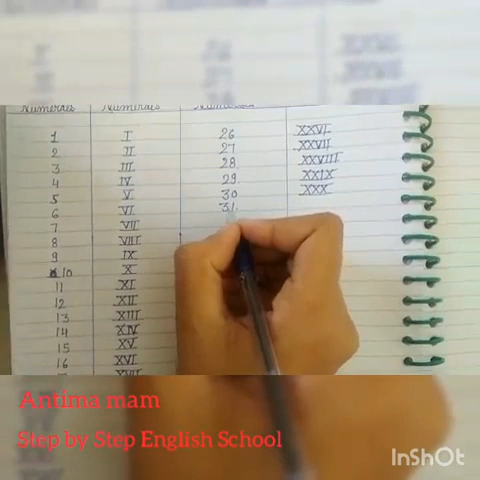 Numerals Numerals
1 I 26 XXVI
2 II 27 XXVII
3 III 28 XXVIII
4 IV 29 XXIX
5 V 30 XXX
6 VI 31
7 VII
8 VIII
9 IX
10 X
11 XI
12 XII
13 XIII
14 XIV
15 XV
16 XVI
XVII
Antima mam
Step by Step English School
InShOt